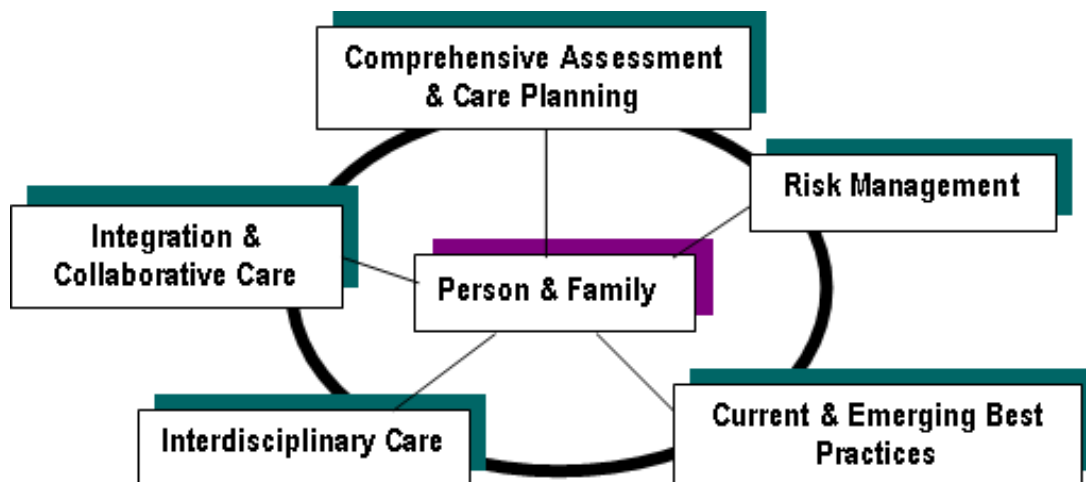 Comprehensive Assessment
& Care Planning
Risk Management
Integration &
Collaborative Care
Person & Family
Interdisciplinary Care
Current & Emerging Best
Practices